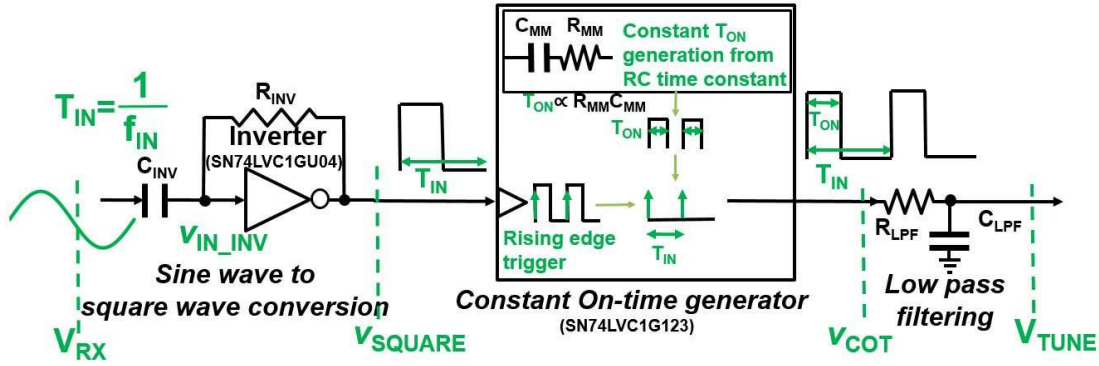 C_MM R_MM
Constant T_ON
generation from
RC time constant
T_ON∝ R_MM C_MM
T_IN= 1
f_IN
R_INV
Inverter
(SN74LVC1GU04)
C_INV
T_IN
T_ON
T_ON
T_IN
v_IN_INV
Rising edge
trigger
T_IN
R_LPF
C_LPF
Sine wave to
square wave conversion
Constant On-time generator
(SN74LVC1G123)
Low pass
filtering
V_RX
v_SQUARE
v_COT
V_TUNE